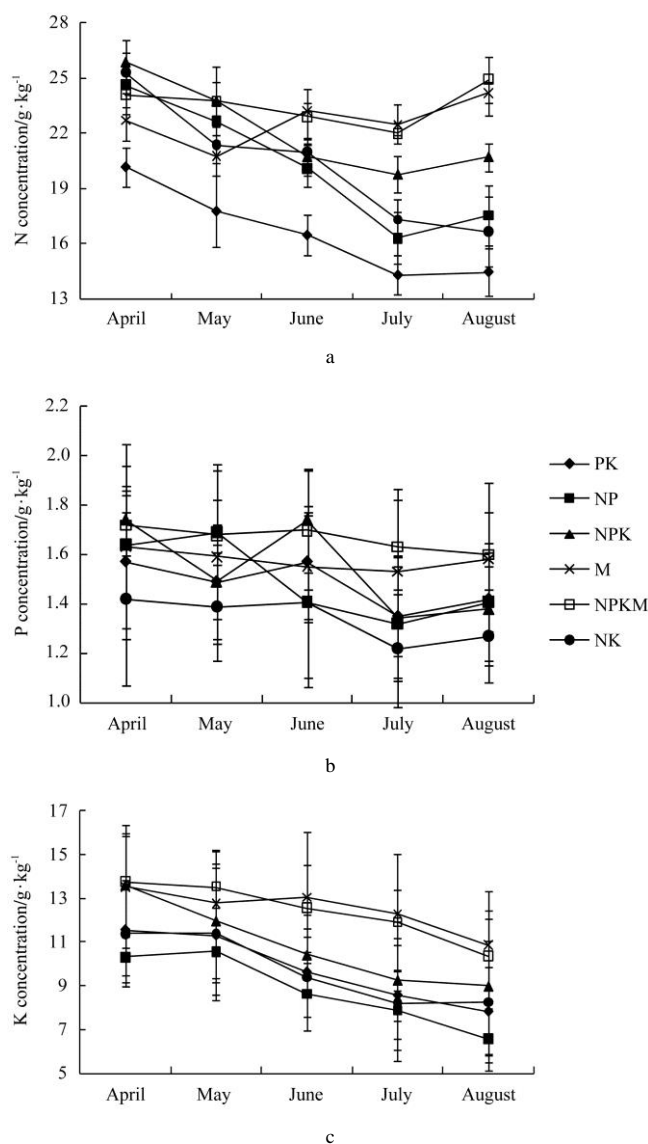 28
25
22
19
16
13
N concentration/g·kg⁻¹
April May June July August
a
2.2
2.0
1.8
1.6
1.4
1.2
1.0
P concentration/g·kg⁻¹
April May June July August
b
PK
NP
NPK
M
NPKM
NK
17
15
13
11
9
7
5
K concentration/g·kg⁻¹
April May June July August
c